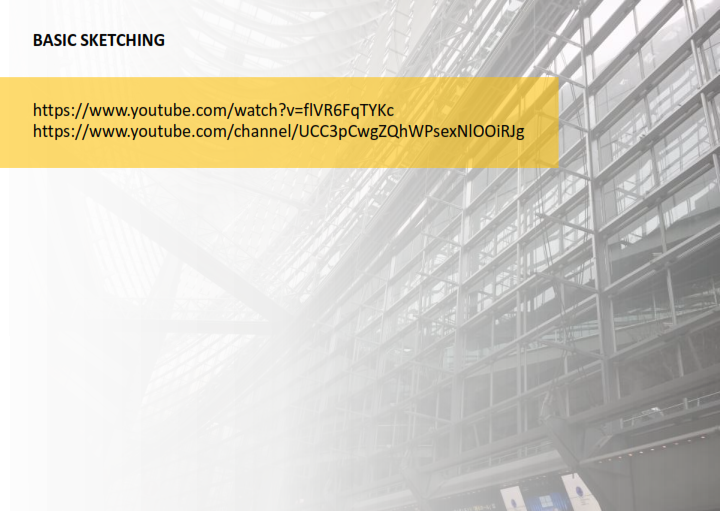 BASIC SKETCHING
https://www.youtube.com/watch?v=flVR6FqTYKc
https://www.youtube.com/channel/UCC3pCwgZQhWPsexNlOOiRJg